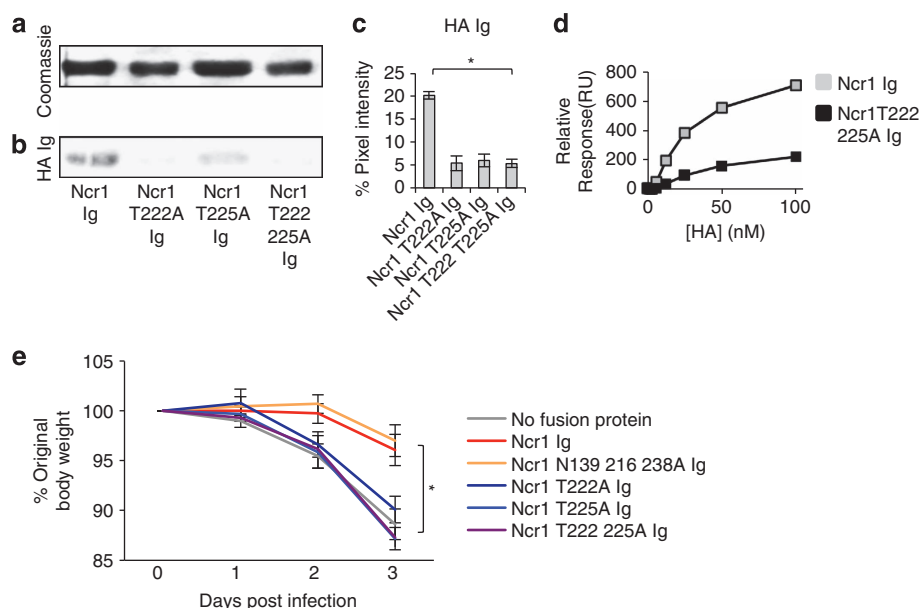 a
Coomassie
b
HA Ig
Ncr1
Ig
Ncr1
T222A
Ig
Ncr1
T225A
Ig
Ncr1
T222
225A
Ig
c
HA Ig
% Pixel intensity
25
20
15
10
5
0
*
Ncr1 Ig
Ncr1 T222A Ig
Ncr1 T225A Ig
Ncr1 T222 T225A Ig
d
Relative
Response(RU)
800
600
400
200
0
0
50
100
[HA] (nM)
Ncr1 Ig
Ncr1T222
225A Ig
e
% Original
body weight
105
100
95
90
85
0
1
2
3
Days post infection
*
No fusion protein
Ncr1 Ig
Ncr1 N139 216 238A Ig
Ncr1 T222A Ig
Ncr1 T225A Ig
Ncr1 T222 225A Ig